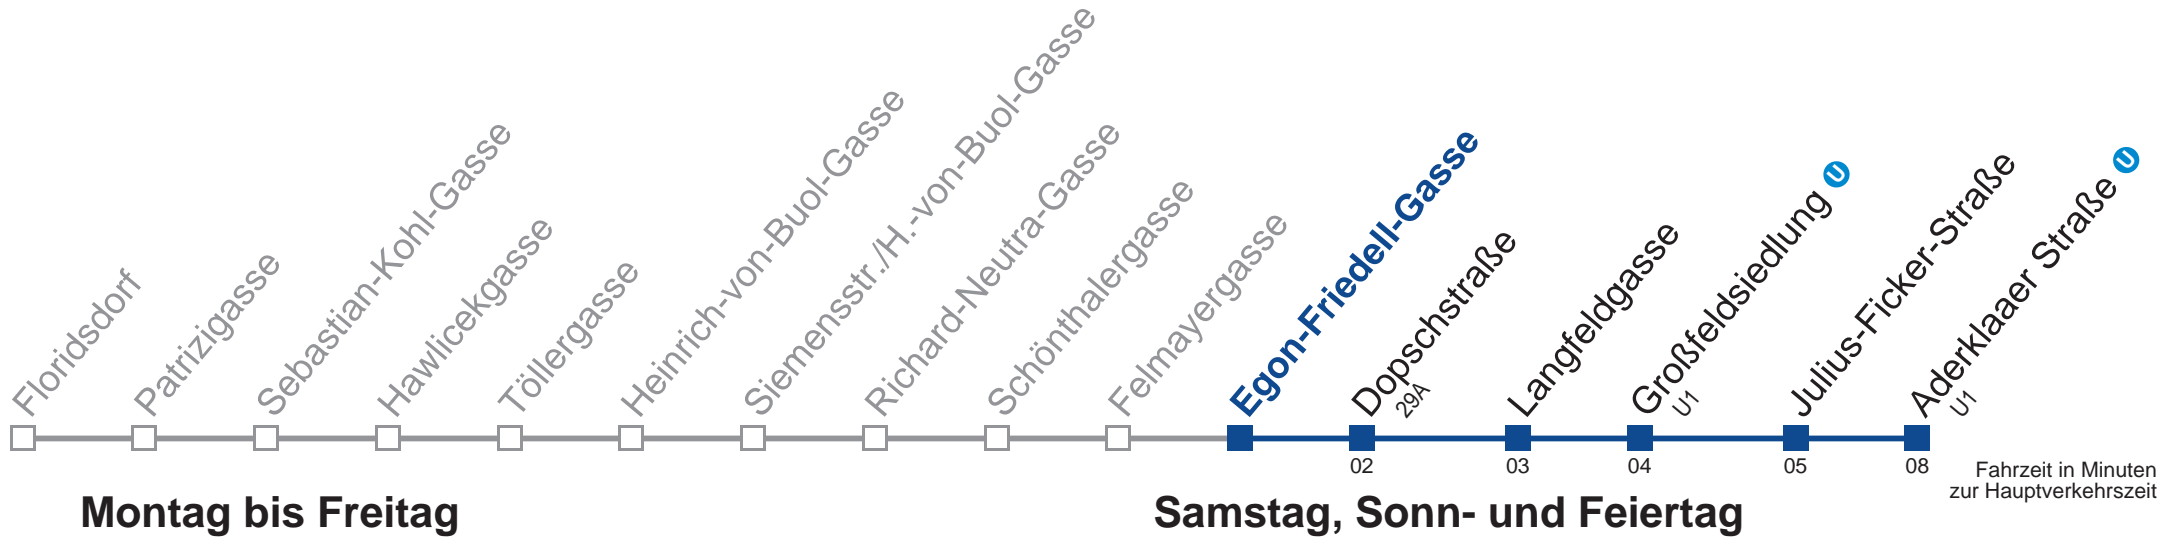 Floridsdorf
Patrizigasse
Sebastian-Kohl-Gasse
Hawlicekgasse
Töllergasse
Heinrich-von-Buol-Gasse
Siemensstr./H.-von-Buol-Gasse
Richard-Neutra-Gasse
Schönthalergasse
Felmayergasse
Egon-Friedell-Gasse
Dopschstraße
29A
Langfeldgasse
Großfeldsiedlung U
U1
Julius-Ficker-Straße
Aderklaaer Straße U
U1
02 03 04 05 08
Fahrzeit in Minuten
zur Hauptverkehrszeit
Montag bis Freitag
Samstag, Sonn- und Feiertag